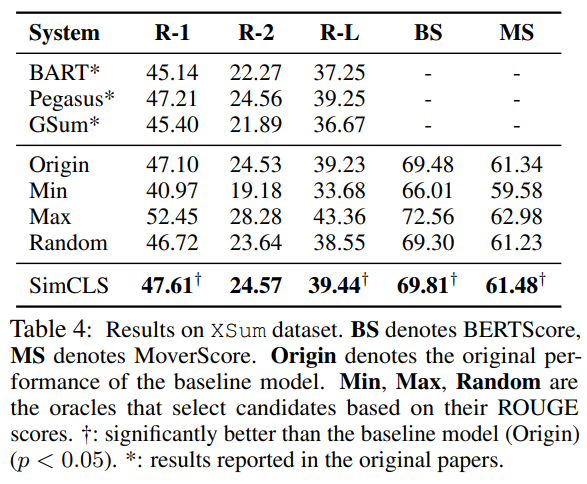 System R-1 R-2 R-L BS MS
BART* 45.14 22.27 37.25 - -
Pegasus* 47.21 24.56 39.25 - -
GSum* 45.40 21.89 36.67 - -
Origin 47.10 24.53 39.23 69.48 61.34
Min 40.97 19.18 33.68 66.01 59.58
Max 52.45 28.28 43.36 72.56 62.98
Random 46.72 23.64 38.55 69.30 61.23
SimCLS 47.61† 24.57 39.44† 69.81† 61.48†
Table 4: Results on XSum dataset. BS denotes BERTScore,
MS denotes MoverScore. Origin denotes the original per-
formance of the baseline model. Min, Max, Random are
the oracles that select candidates based on their ROUGE
scores. †: significantly better than the baseline model (Origin)
(p < 0.05). *: results reported in the original papers.